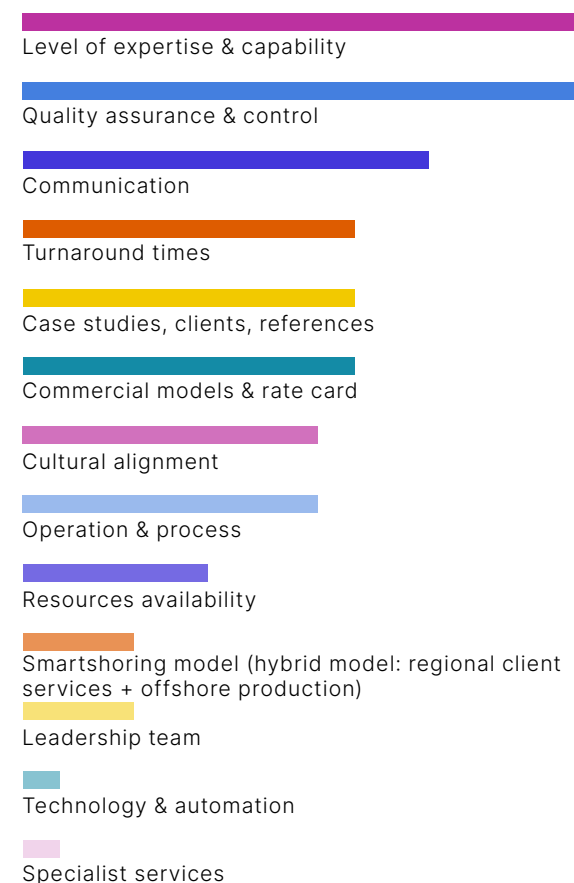 Level of expertise & capability
Quality assurance & control
Communication
Turnaround times
Case studies, clients, references
Commercial models & rate card
Cultural alignment
Operation & process
Resources availability
Smartshoring model (hybrid model: regional client
services + offshore production)
Leadership team
Technology & automation
Specialist services